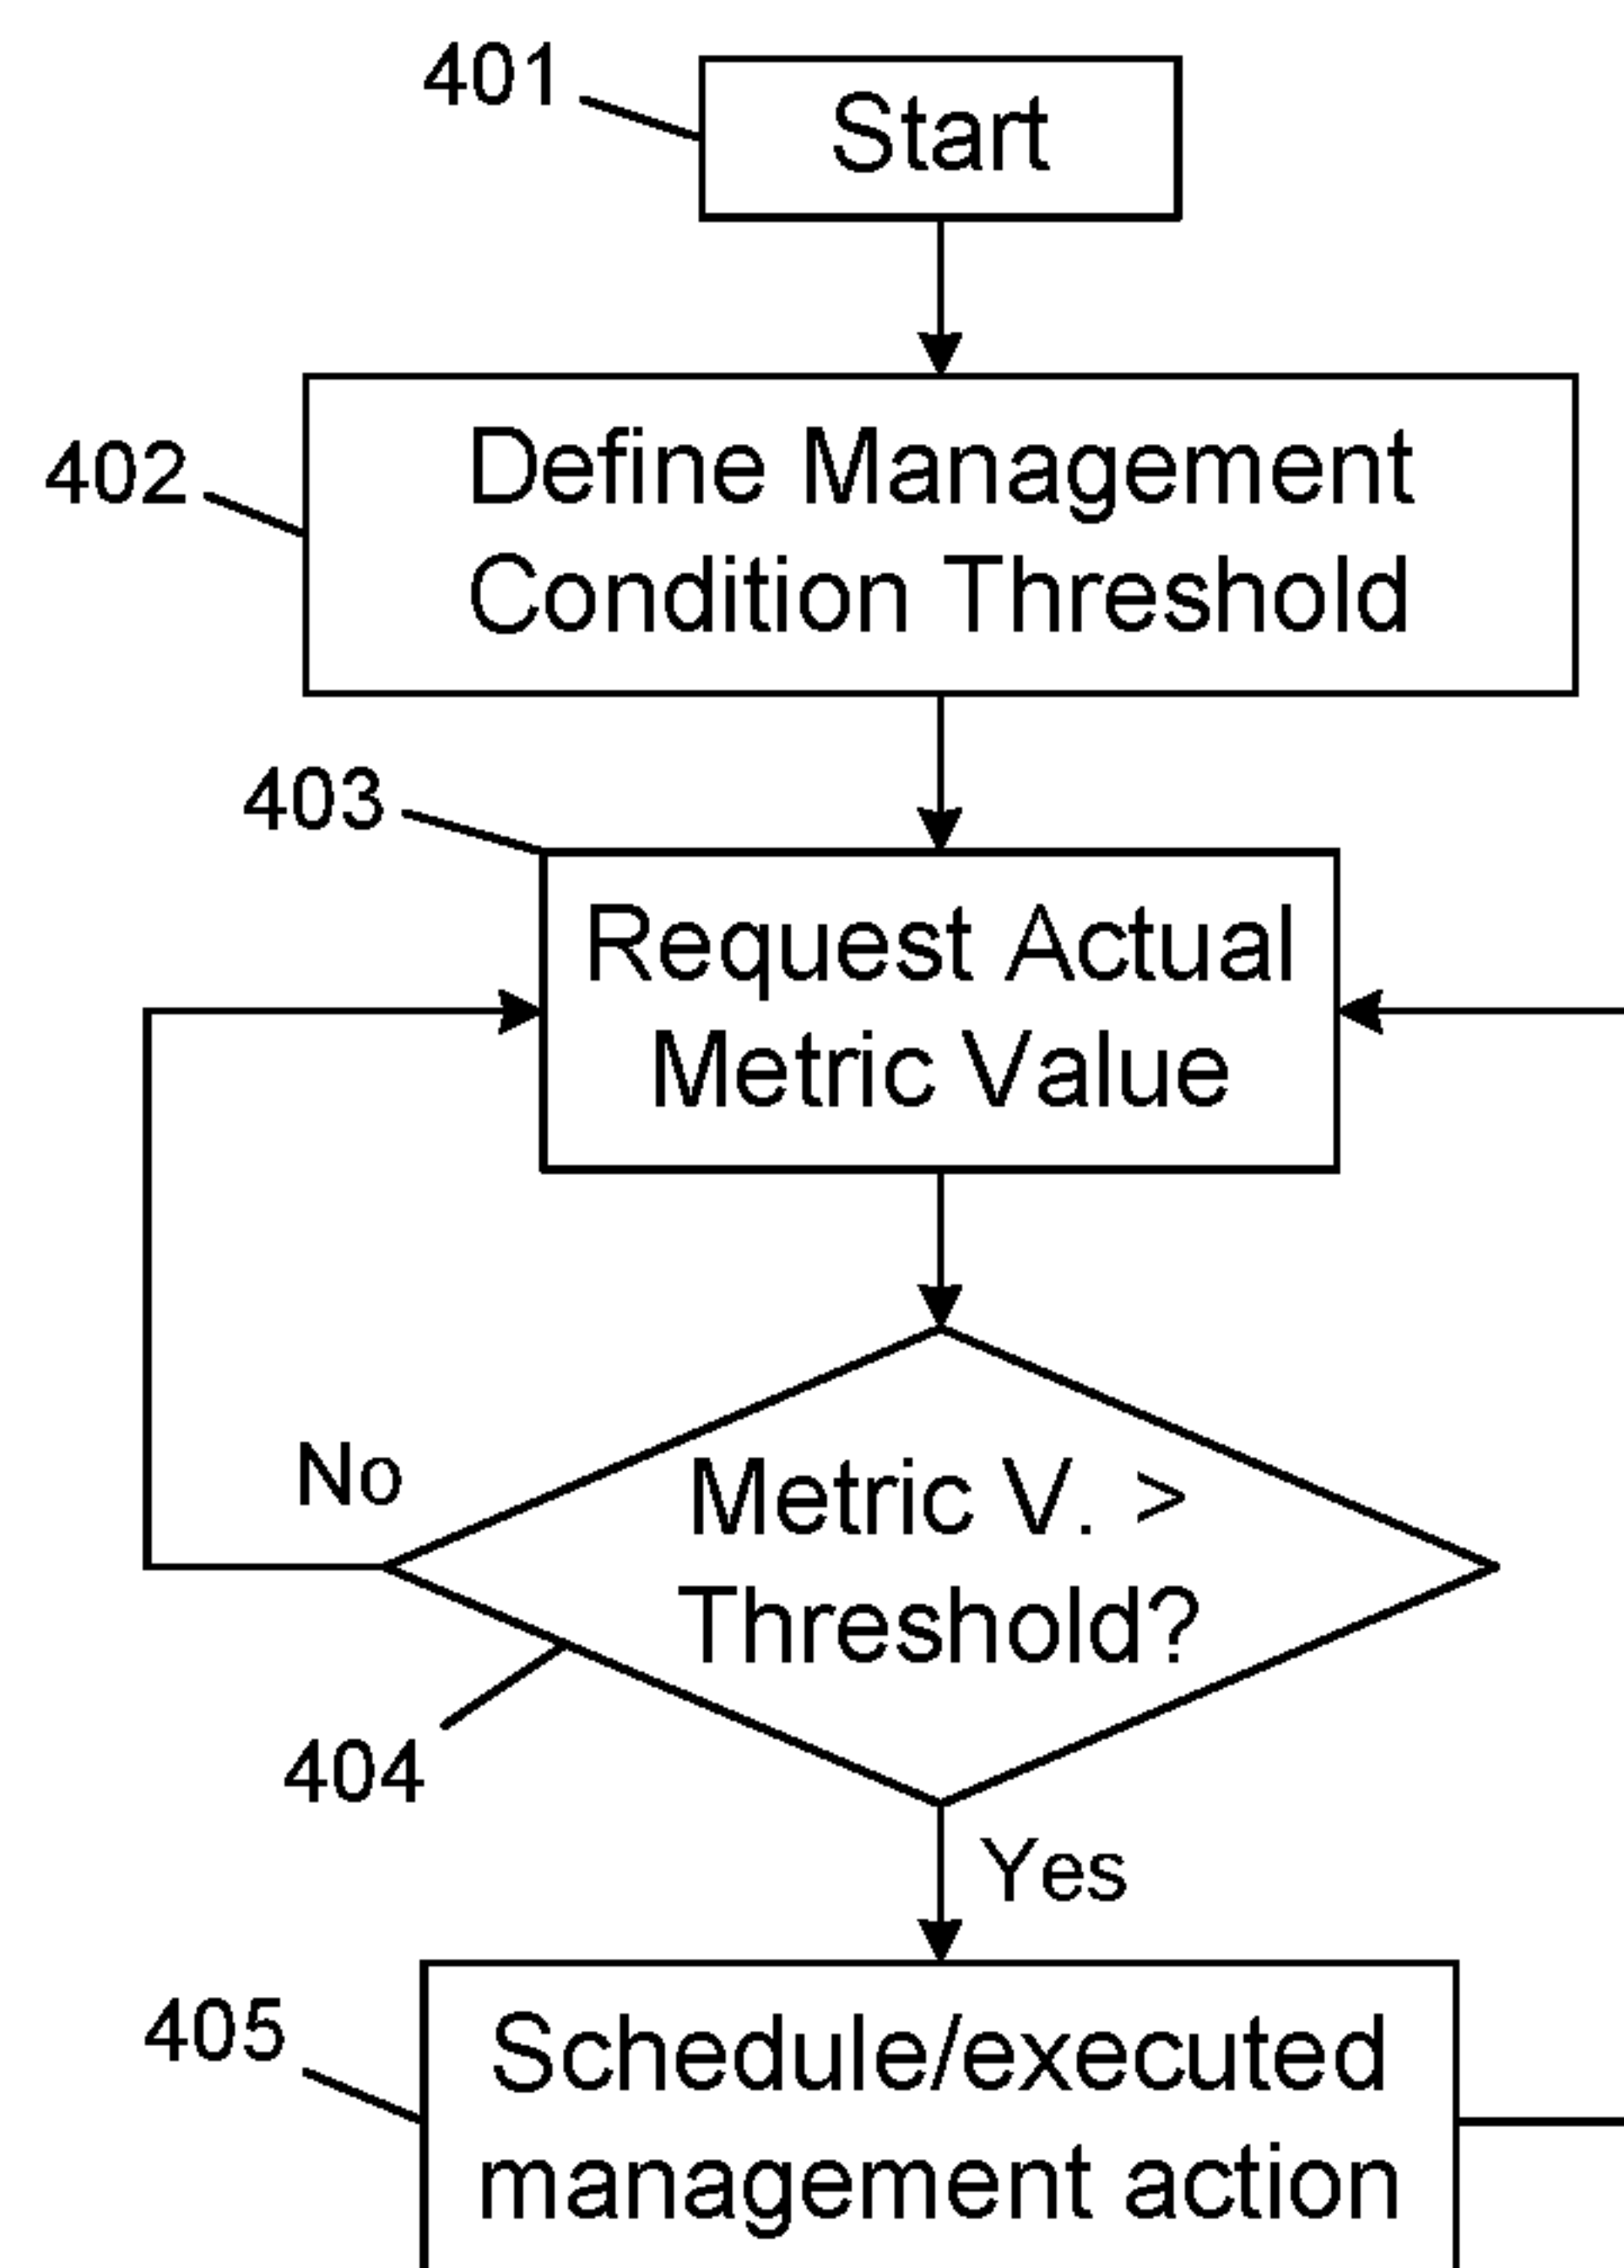 401
Start
402
Define Management
Condition Threshold
403
Request Actual
Metric Value
No
Metric V. >
Threshold?
404
Yes
405
Schedule/executed
management action